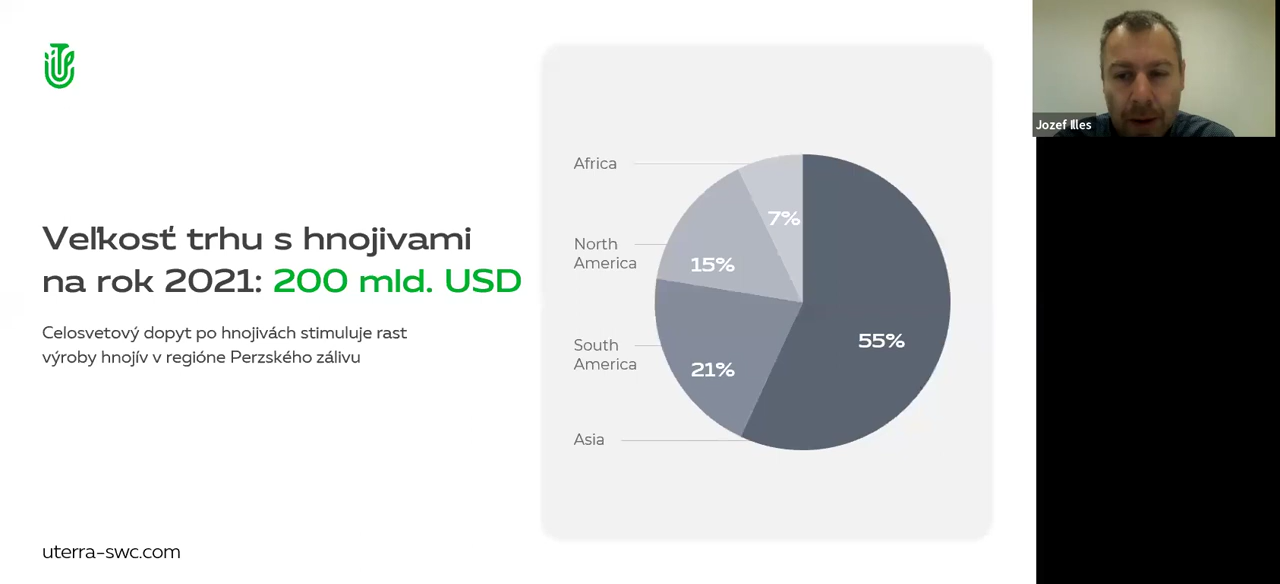 Veľkosť trhu s hnojivami
na rok 2021: 200 mld. USD
Celosvetový dopyt po hnojivách stimuluje rast
výroby hnojív v regióne Perzského zálivu
uterra-swc.com
Africa
7%
North
America
15%
South
America
21%
55%
Asia
Jozef Illes